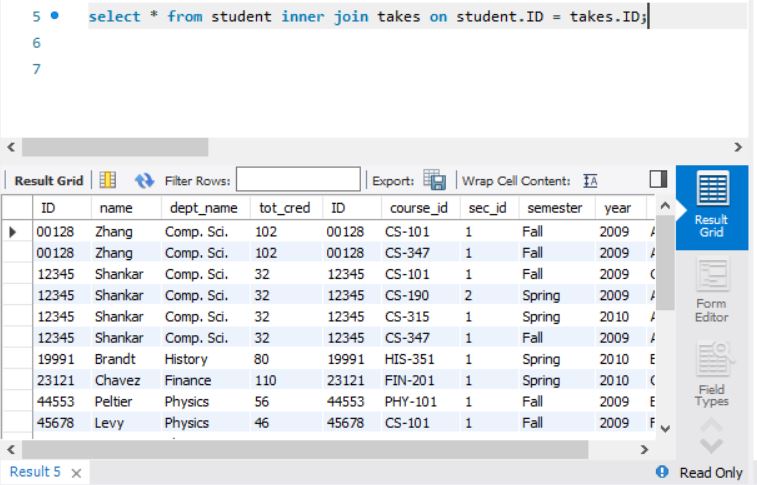 5 select * from student inner join takes on student.ID = takes.ID;
6
7
Result Grid Filter Rows: Export: Wrap Cell Content:
ID name dept_name tot_cred ID course_id sec_id semester year
00128 Zhang Comp. Sci. 102 00128 CS-101 1 Fall 2009
00128 Zhang Comp. Sci. 102 00128 CS-347 1 Fall 2009
12345 Shankar Comp. Sci. 32 12345 CS-101 1 Fall 2009
12345 Shankar Comp. Sci. 32 12345 CS-190 2 Spring 2009
12345 Shankar Comp. Sci. 32 12345 CS-315 1 Spring 2010
12345 Shankar Comp. Sci. 32 12345 CS-347 1 Fall 2009
19991 Brandt History 80 19991 HIS-351 1 Spring 2010
23121 Chavez Finance 110 23121 FIN-201 1 Spring 2010
44553 Peltier Physics 56 44553 PHY-101 1 Fall 2009
45678 Levy Physics 46 45678 CS-101 1 Fall 2009
Result
Grid
Form
Editor
Field
Types
Result 5 Read Only